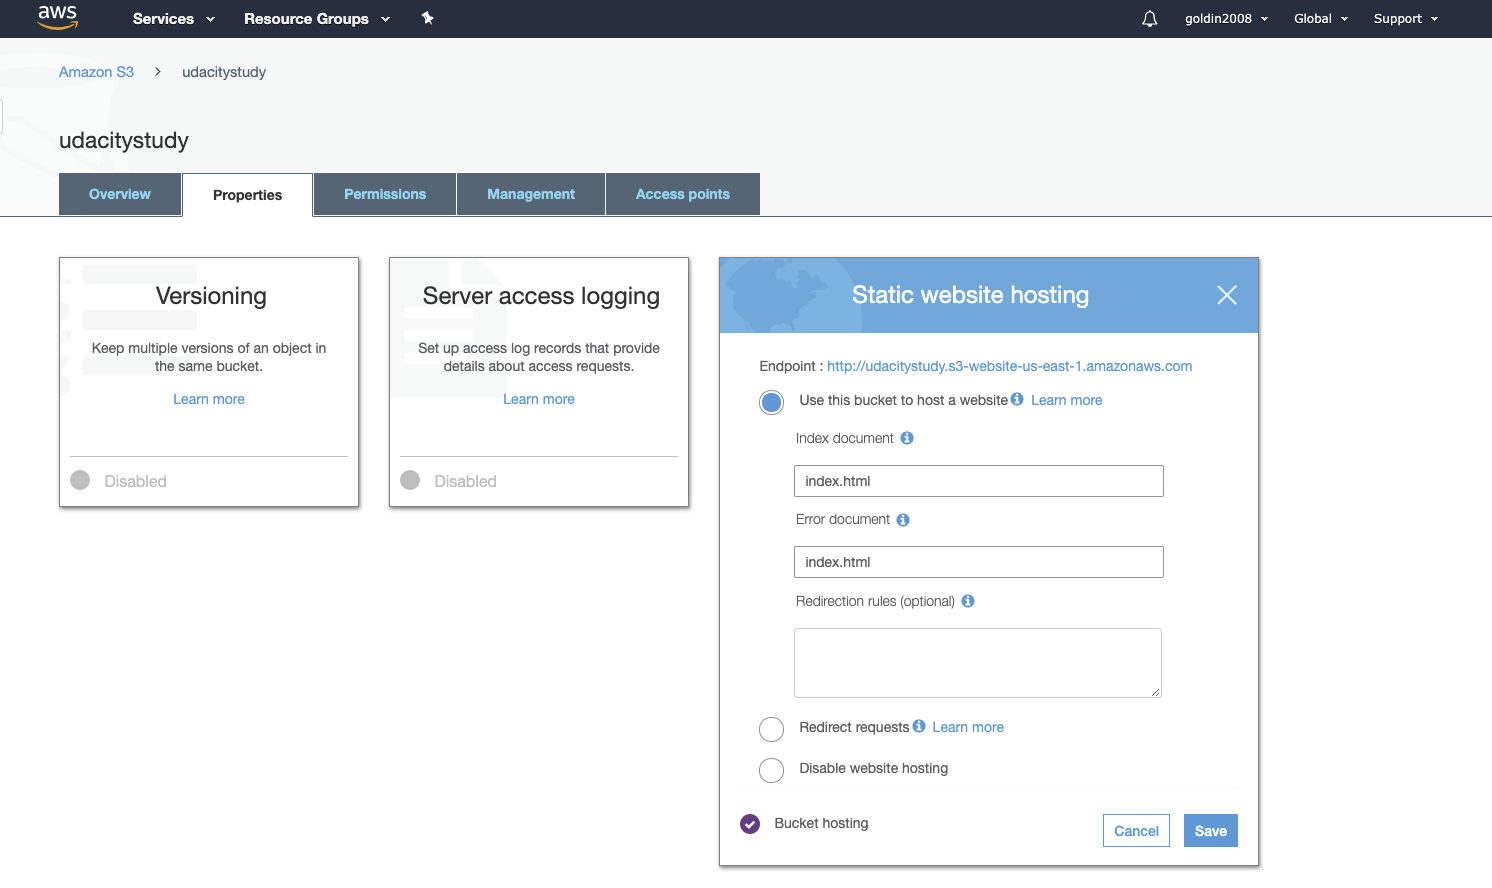 aws Services Resource Groups goldin2008 Global Support
Amazon S3 > udacitystudy
udacitystudy
Overview Properties Permissions Management Access points
Versioning
Keep multiple versions of an object in
the same bucket.
Learn more
Disabled
Server access logging
Set up access log records that provide
details about access requests.
Learn more
Disabled
Static website hosting
Endpoint : http://udacitystudy.s3-website-us-east-1.amazonaws.com
Use this bucket to host a website Learn more
Index document
index.html
Error document
index.html
Redirection rules (optional)
Redirect requests Learn more
Disable website hosting
Bucket hosting
Cancel Save